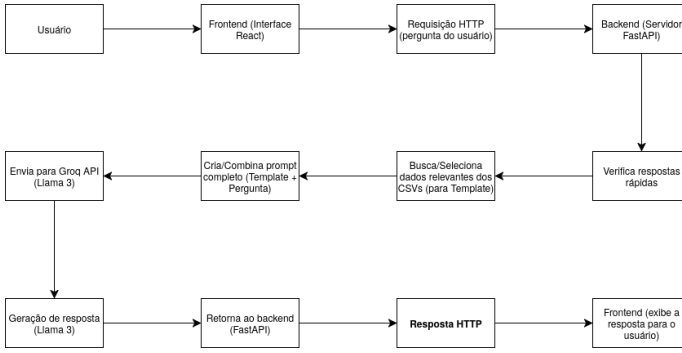 Usuário
Frontend (Interface
React)
Requisição HTTP
(pergunta do usuário)
Backend (Servidor
FastAPI)
Envia para Groq API
(Llama 3)
Cria/Combina prompt
completo (Template +
Pergunta)
Busca/Seleciona
dados relevantes dos
CSVs (para Template)
Verifica respostas
rápidas
Geração de resposta
(Llama 3)
Retorna ao backend
(FastAPI)
Resposta HTTP
Frontend (exibe a
resposta para o
usuário)